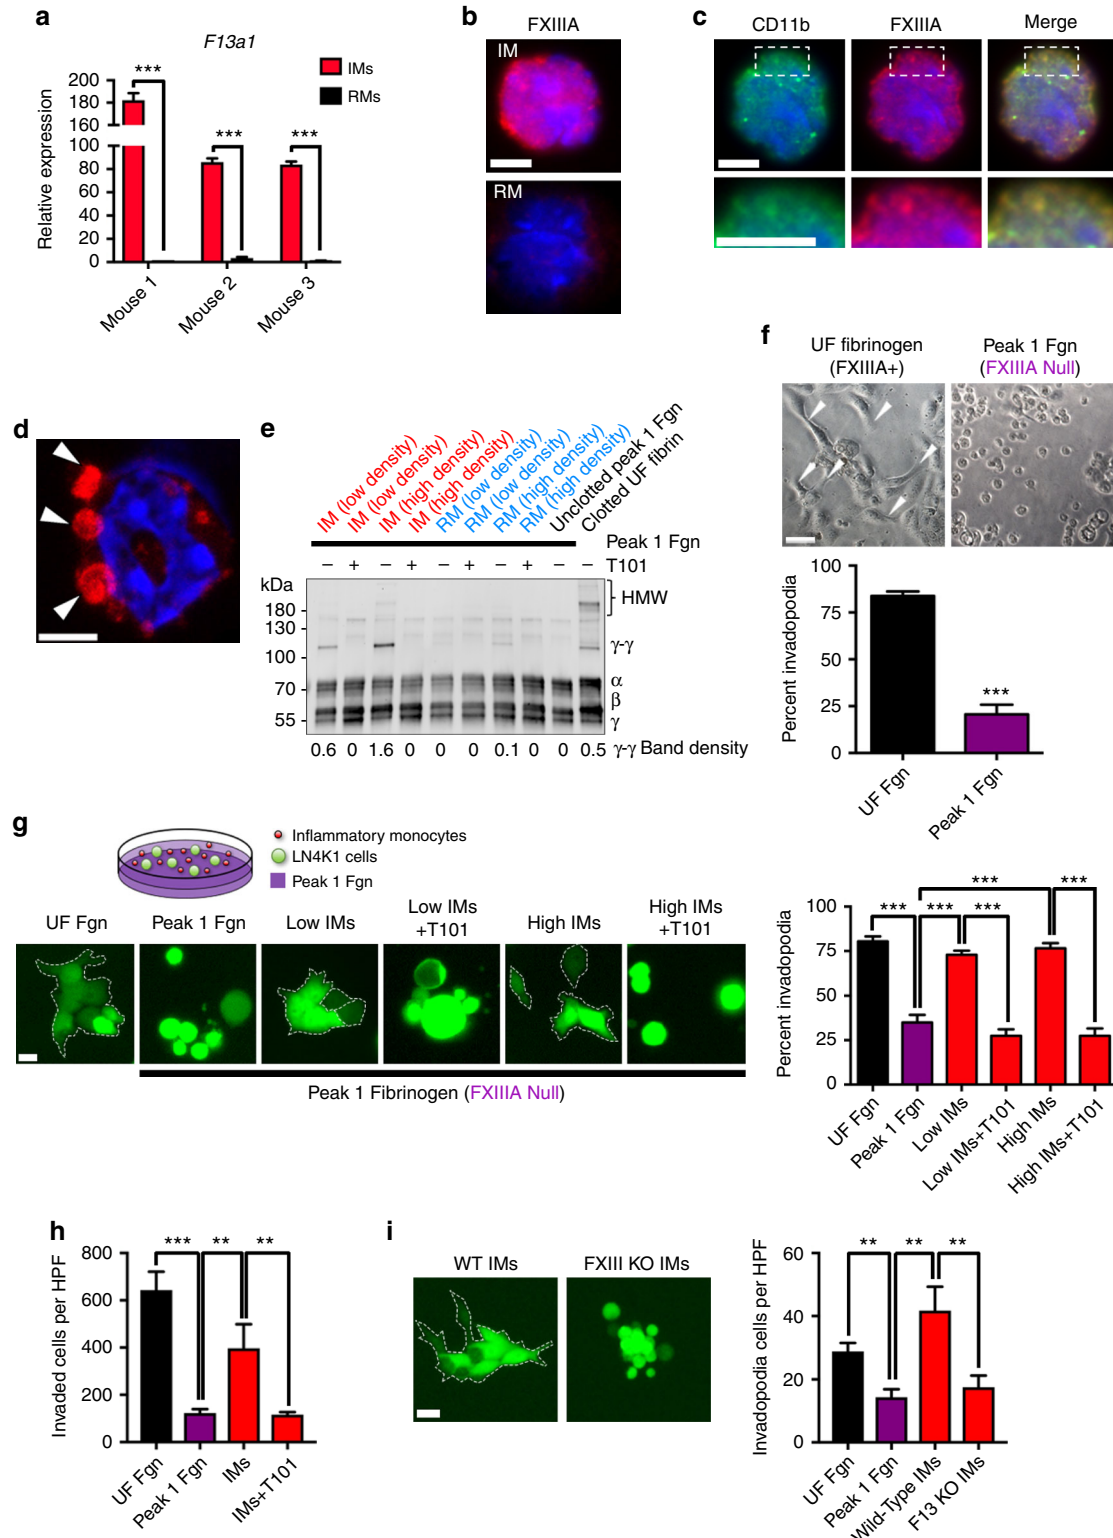 a
F13a1
***
IMs
RMs
***
***
Relative expression
200
180
160
100
80
60
40
20
0
Mouse 1
Mouse 2
Mouse 3
b
FXIIIA
IM
RM
c
CD11b
FXIIIA
Merge
d
e
IM (low density)
IM (low density)
IM (high density)
IM (high density)
RM (low density)
RM (low density)
RM (high density)
RM (high density)
Unclotted peak 1 Fgn
Clotted UF fibrin
Peak 1 Fgn
− + − + − + − + − −
T101
kDa
180
130
100
70
55
HMW
γ-γ
α
β
γ
0.6 0 1.6 0 0 0 0.1 0 0 0.5
γ-γ Band density
f
UF fibrinogen
(FXIIIA+)
Peak 1 Fgn
(FXIIIA Null)
Percent invadopodia
100
75
50
25
0
***
UF Fgn
Peak 1 Fgn
g
Inflammatory monocytes
LN4K1 cells
Peak 1 Fgn
UF Fgn
Peak 1 Fgn
Low IMs
Low IMs
+T101
High IMs
High IMs
+T101
Peak 1 Fibrinogen (FXIIIA Null)
Percent invadopodia
100
75
50
25
0
***
***
***
***
***
UF Fgn
Peak 1 Fgn
Low IMs
Low IMs+T101
High IMs
High IMs+T101
h
Invaded cells per HPF
800
600
400
200
0
***
**
**
UF Fgn
Peak 1 Fgn
IMs
IMs+T101
i
WT IMs
FXIII KO IMs
Invadopodia cells per HPF
60
40
20
0
**
**
**
UF Fgn
Peak 1 Fgn
Wild-Type IMs
F13 KO IMs